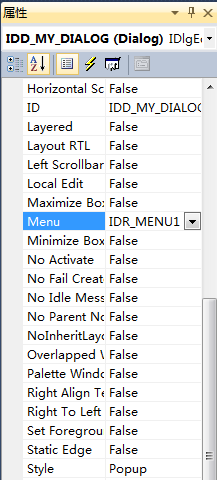 属性
IDD_MY_DIALOG (Dialog) IDlgE
Horizontal Sc False
ID IDD_MY_DIALOG
Layered False
Layout RTL False
Left Scrollbar False
Local Edit False
Maximize Box False
Menu IDR_MENU1
Minimize Box False
No Activate False
No Fail Creat False
No Idle Mess False
No Parent No False
NoInheritLay False
Overlapped W False
Palette Windo False
Right Align Te False
Right To Left False
Set Foregrou False
Static Edge False
Style Popup